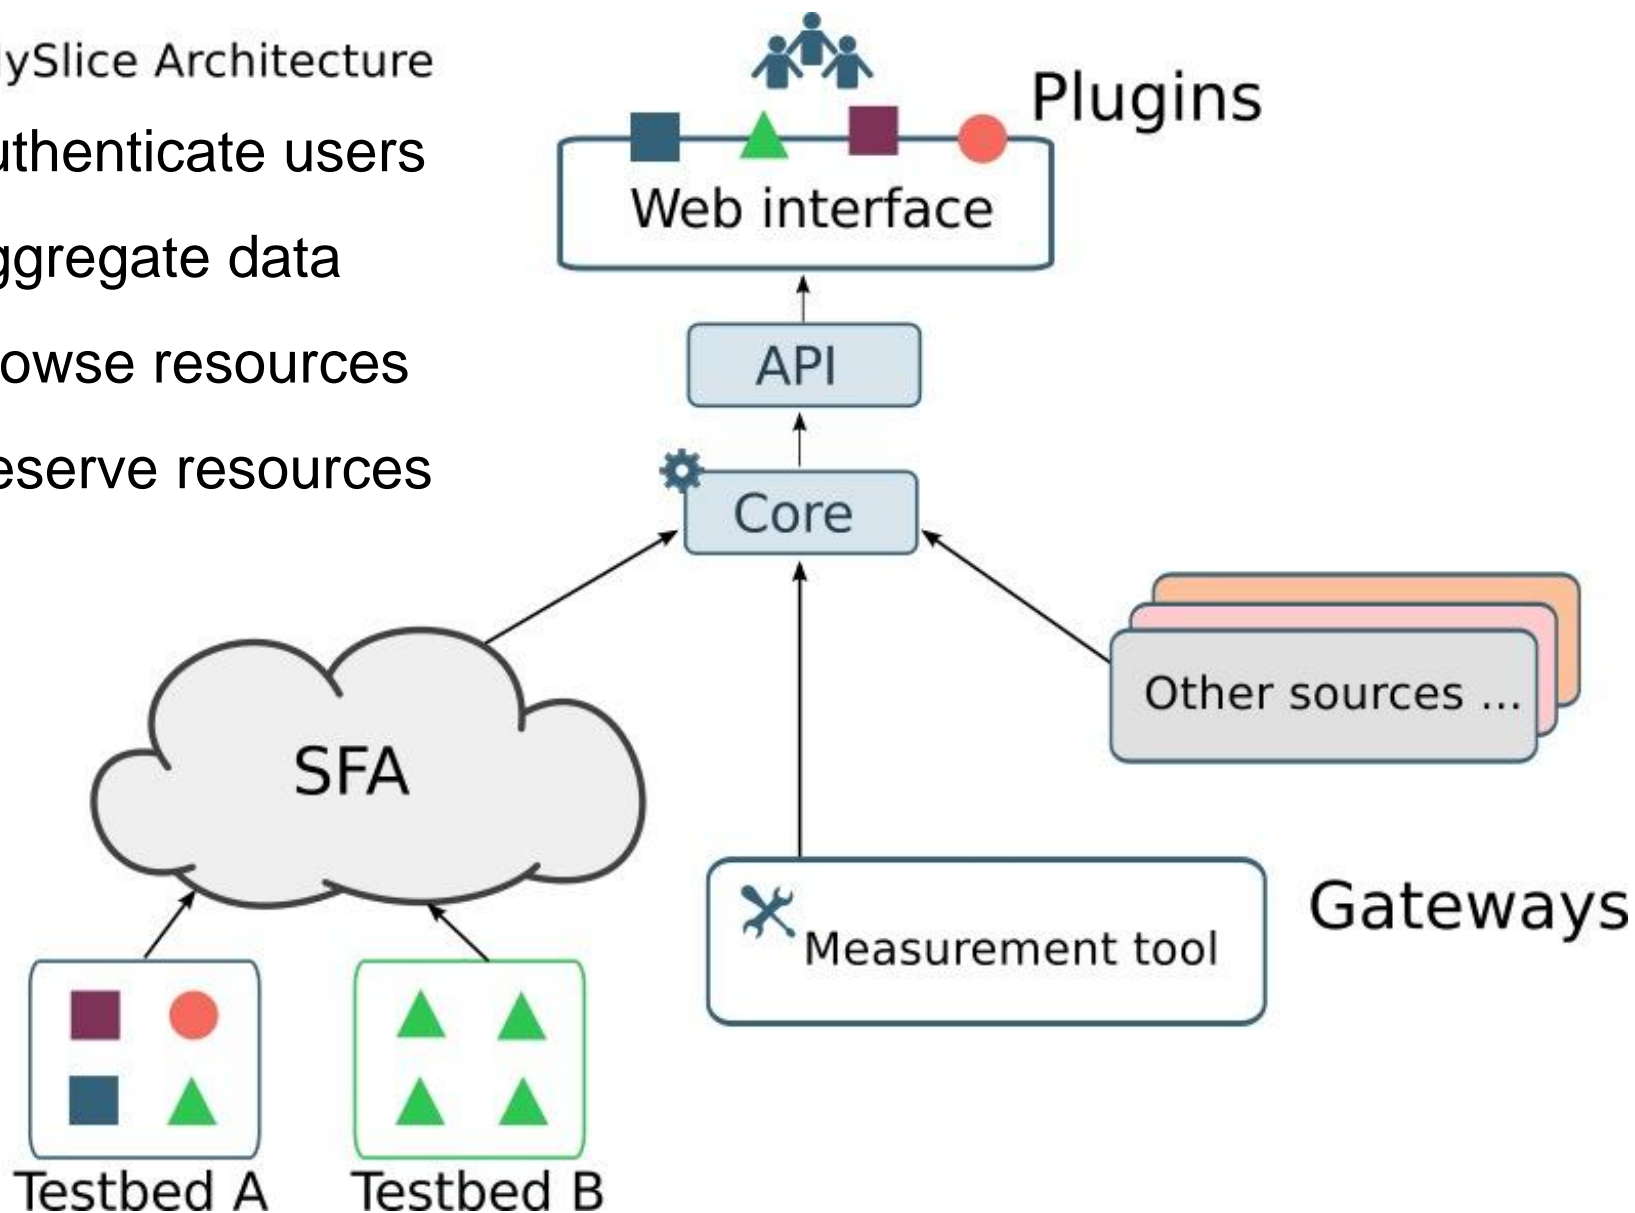 lySlice Architecture
uthenticate users
ggregate data
owse resources
eserve resources
Plugins
Web interface
API
Core
Other sources ...
SFA
Gateways
Measurement tool
Testbed A
Testbed B